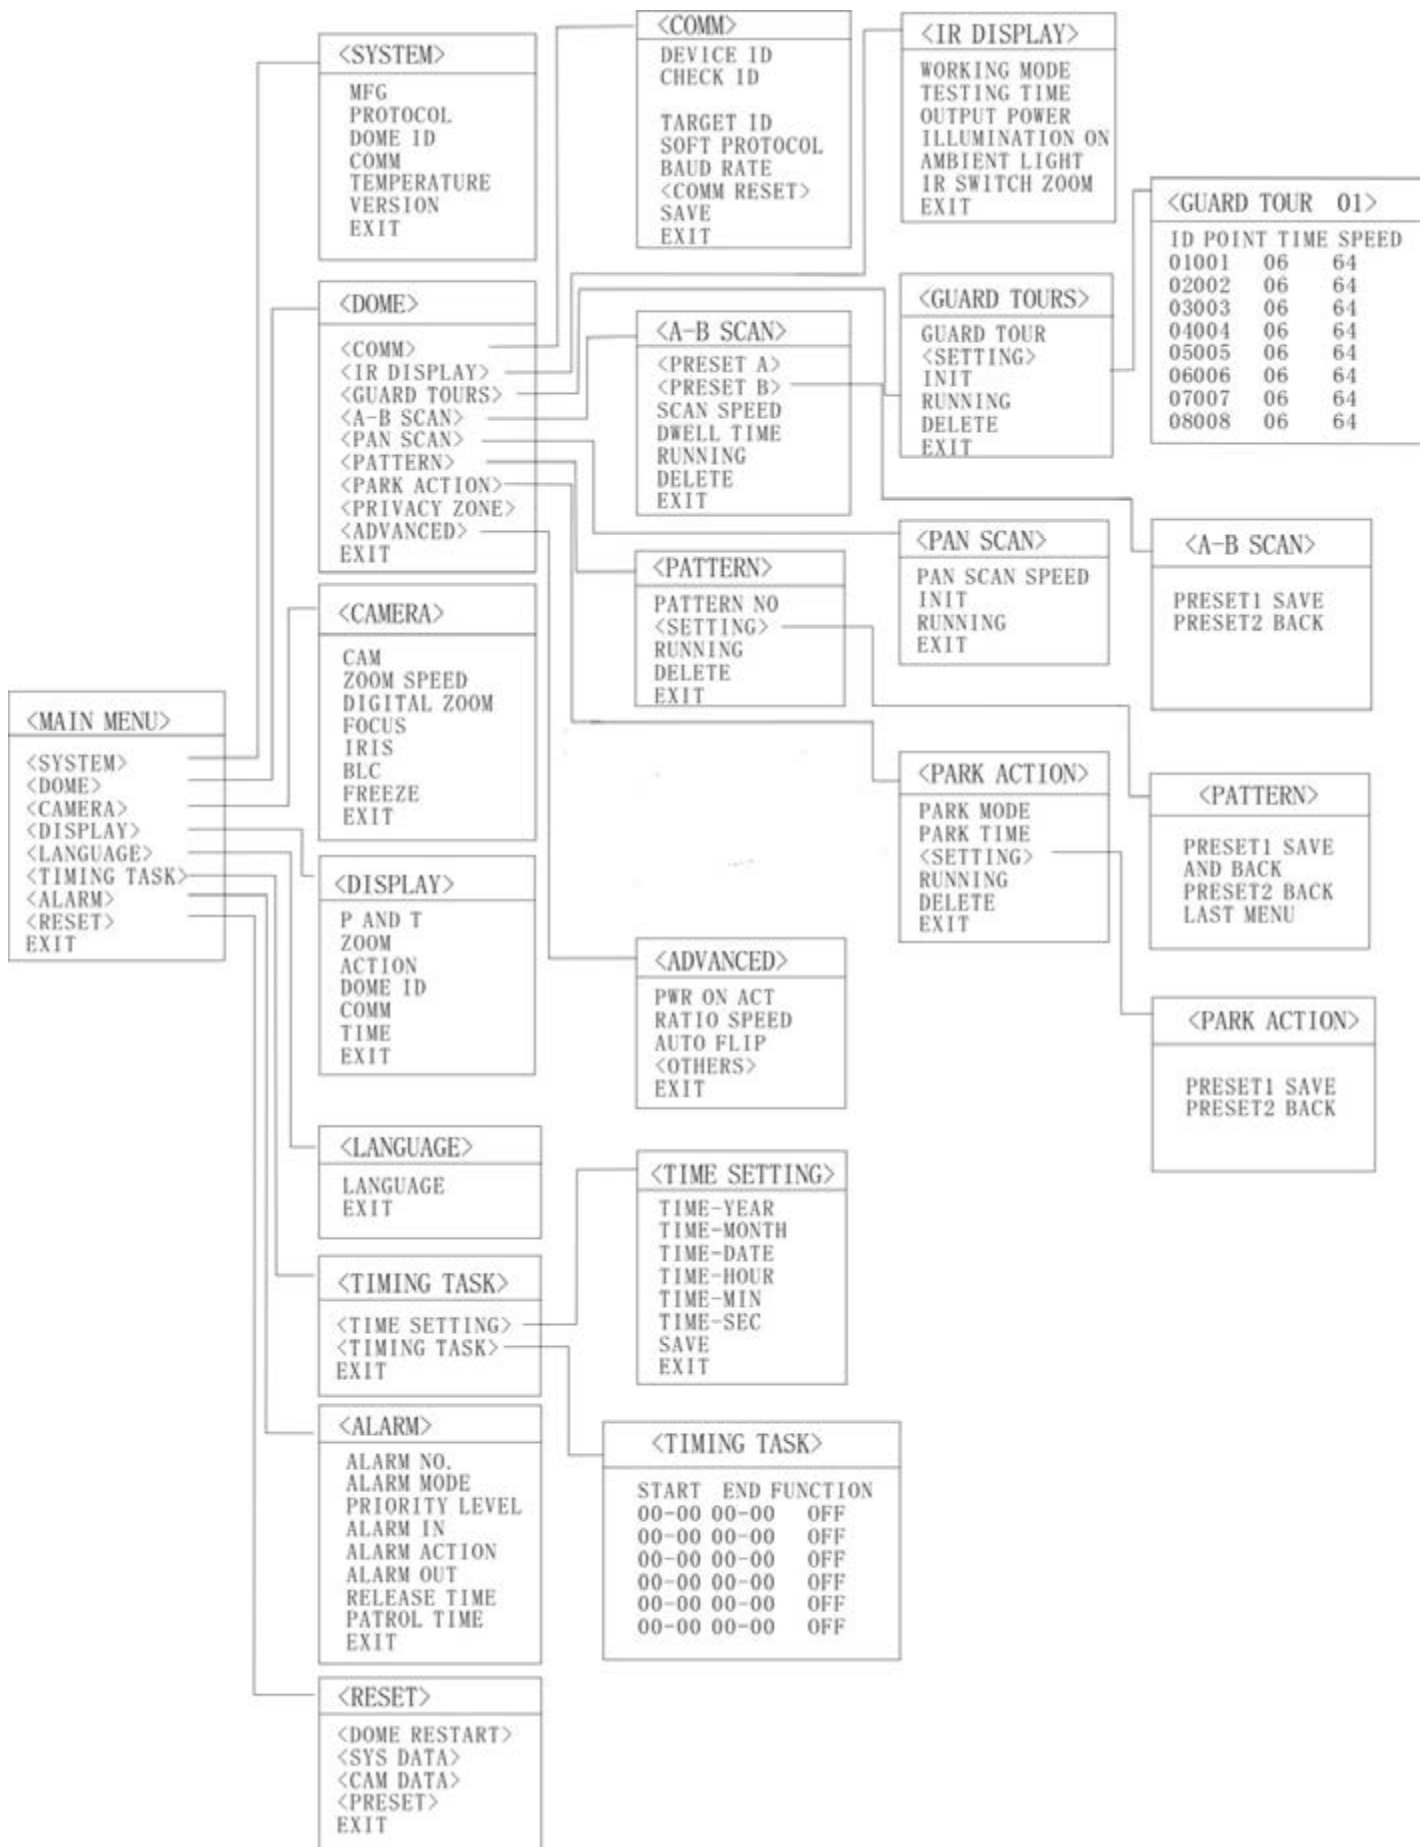 <MAIN MENU>
<SYSTEM>
<DOME>
<CAMERA>
<DISPLAY>
<LANGUAGE>
<TIMING TASK>
<ALARM>
<RESET>
EXIT
<SYSTEM>
MFG
PROTOCOL
DOME ID
COMM
TEMPERATURE
VERSION
EXIT
<DOME>
<COMM>
<IR DISPLAY>
<GUARD TOURS>
<A-B SCAN>
<PAN SCAN>
<PATTERN>
<PARK ACTION>
<PRIVACY ZONE>
<ADVANCED>
EXIT
<CAMERA>
CAM
ZOOM SPEED
DIGITAL ZOOM
FOCUS
IRIS
BLC
FREEZE
EXIT
<DISPLAY>
P AND T
ZOOM
ACTION
DOME ID
COMM
TIME
EXIT
<LANGUAGE>
LANGUAGE
EXIT
<TIMING TASK>
<TIME SETTING>
<TIMING TASK>
EXIT
<ALARM>
ALARM NO.
ALARM MODE
PRIORITY LEVEL
ALARM IN
ALARM ACTION
ALARM OUT
RELEASE TIME
PATROL TIME
EXIT
<RESET>
<DOME RESTART>
<SYS DATA>
<CAM DATA>
<PRESET>
EXIT
<COMM>
DEVICE ID
CHECK ID
TARGET ID
SOFT PROTOCOL
BAUD RATE
<COMM RESET>
SAVE
EXIT
<A-B SCAN>
<PRESET A>
<PRESET B>
SCAN SPEED
DWELL TIME
RUNNING
DELETE
EXIT
<PATTERN>
PATTERN NO
<SETTING>
RUNNING
DELETE
EXIT
<ADVANCED>
PWR ON ACT
RATIO SPEED
AUTO FLIP
<OTHERS>
EXIT
<TIME SETTING>
TIME-YEAR
TIME-MONTH
TIME-DATE
TIME-HOUR
TIME-MIN
TIME-SEC
SAVE
EXIT
<TIMING TASK>
START END FUNCTION
00-00 00-00 OFF
00-00 00-00 OFF
00-00 00-00 OFF
00-00 00-00 OFF
00-00 00-00 OFF
00-00 00-00 OFF
<IR DISPLAY>
WORKING MODE
TESTING TIME
OUTPUT POWER
ILLUMINATION ON
AMBIENT LIGHT
IR SWITCH ZOOM
EXIT
<GUARD TOURS>
GUARD TOUR
<SETTING>
INIT
RUNNING
DELETE
EXIT
<PAN SCAN>
PAN SCAN SPEED
INIT
RUNNING
EXIT
<PARK ACTION>
PARK MODE
PARK TIME
<SETTING>
RUNNING
DELETE
EXIT
<GUARD TOUR 01>
ID POINT TIME SPEED
01001 06 64
02002 06 64
03003 06 64
04004 06 64
05005 06 64
06006 06 64
07007 06 64
08008 06 64
<A-B SCAN>
PRESET1 SAVE
PRESET2 BACK
<PATTERN>
PRESET1 SAVE
AND BACK
PRESET2 BACK
LAST MENU
<PARK ACTION>
PRESET1 SAVE
PRESET2 BACK